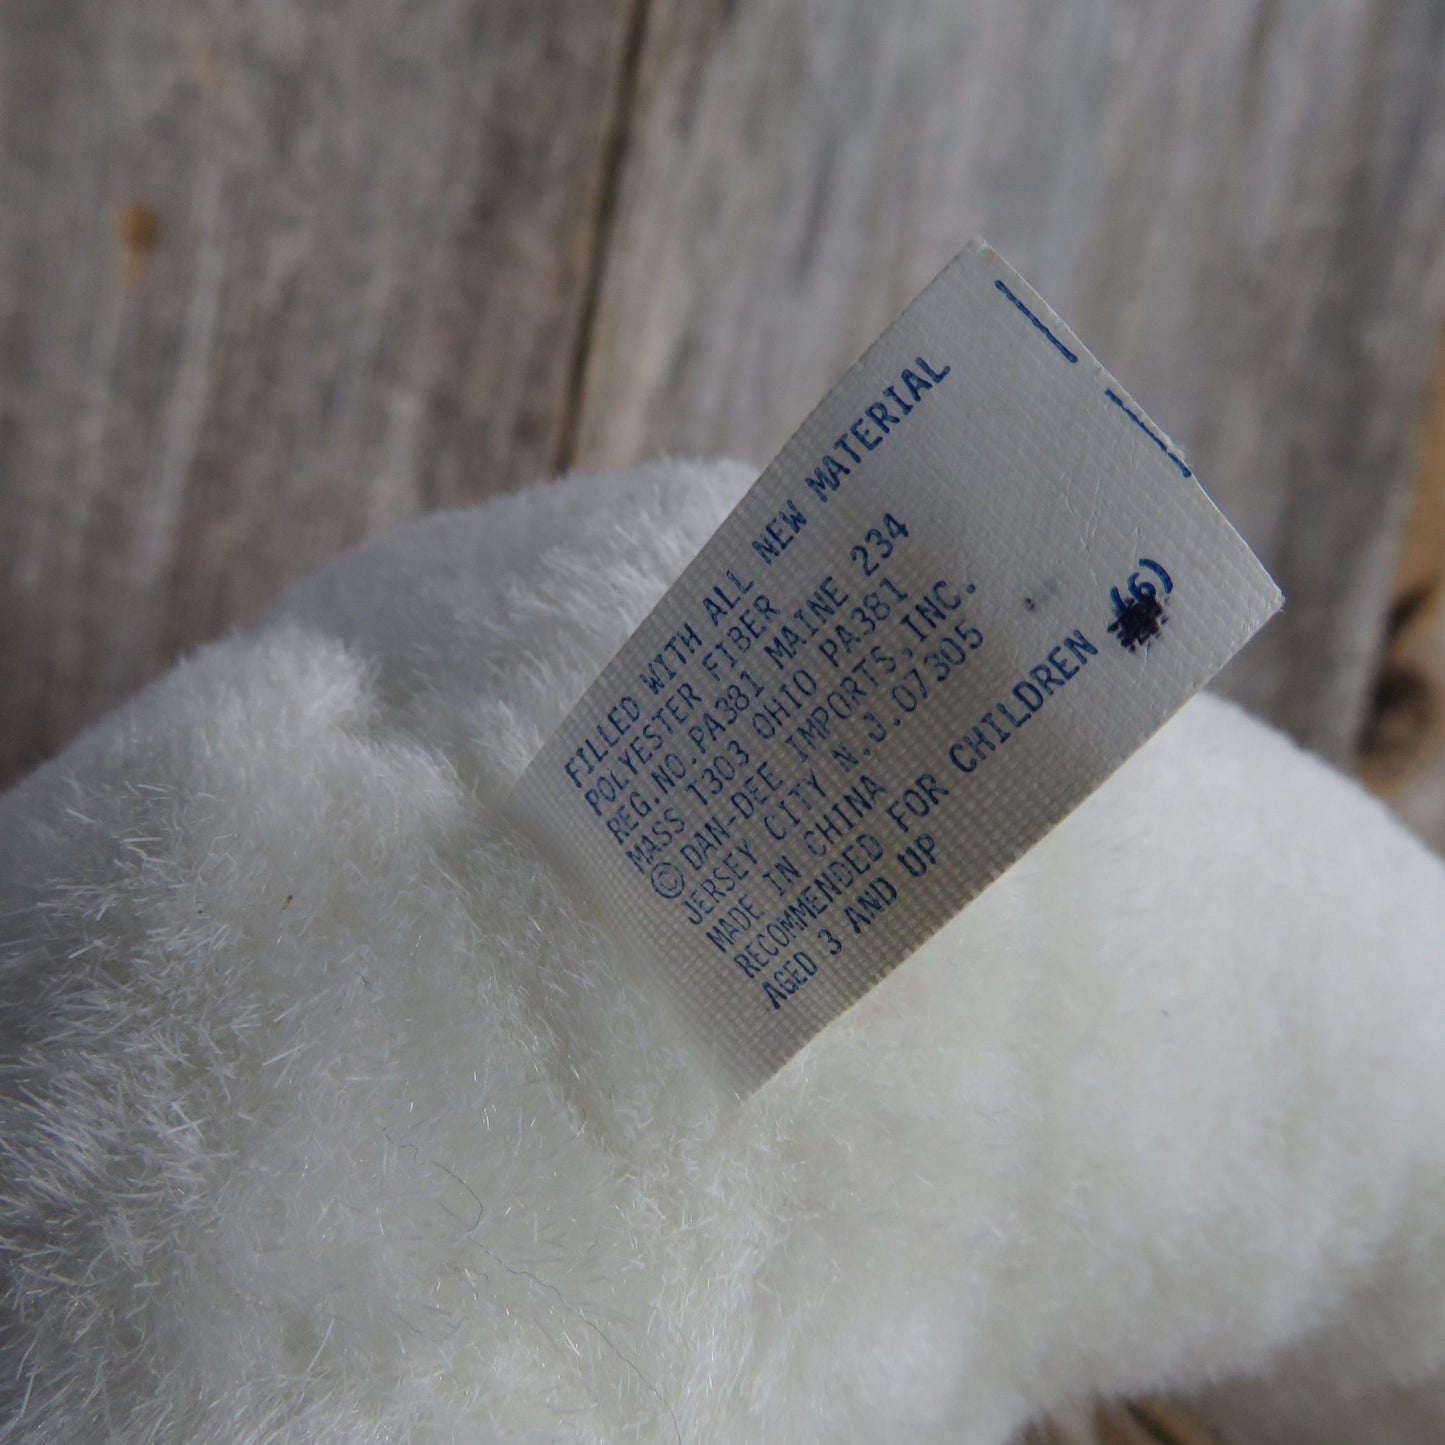 FILLED WITH ALL NEW MATERIAL
POLYESTER FIBER
REG.NO.PA381 MAINE 234
MASS T303 OHIO PA381
© DAN-DEE IMPORTS,INC.
JERSEY CITY N.J.07305
MADE IN CHINA
RECOMMENDED FOR CHILDREN
AGED 3 AND UP
(6)